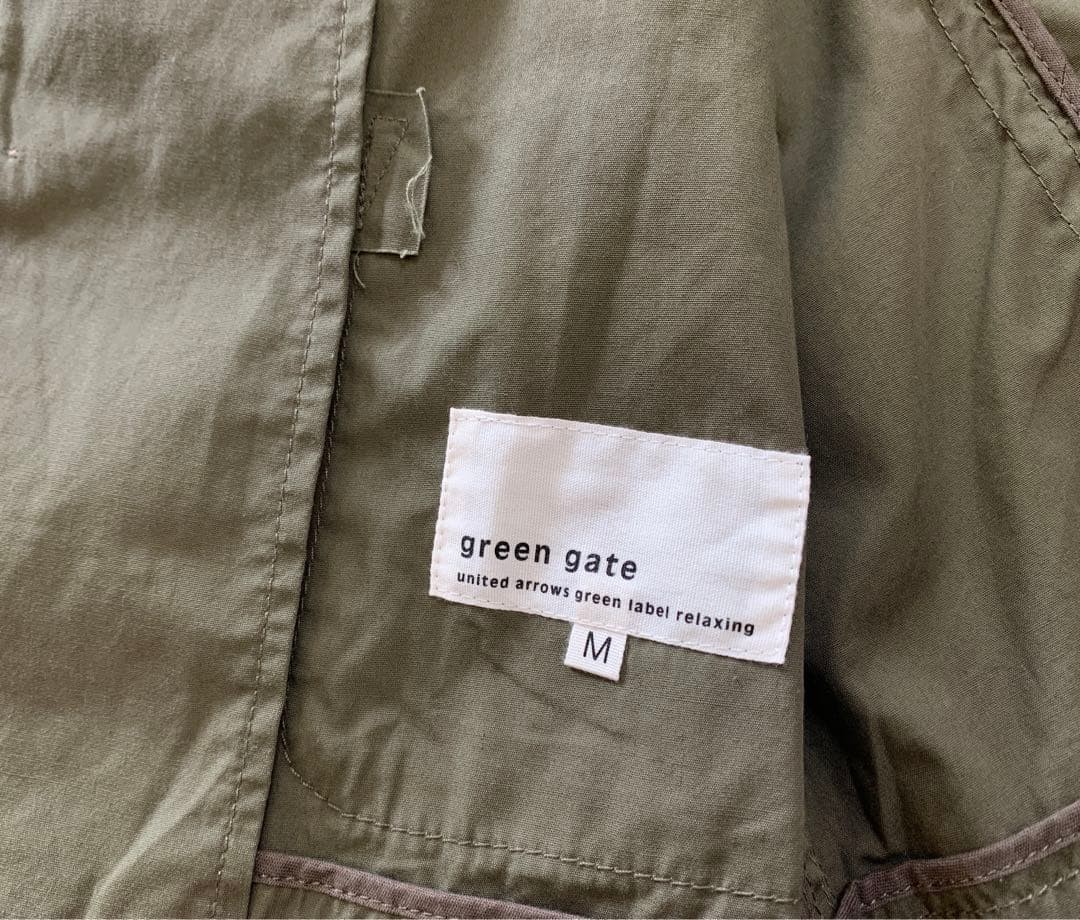 green gate
united arrows green label relaxing
M